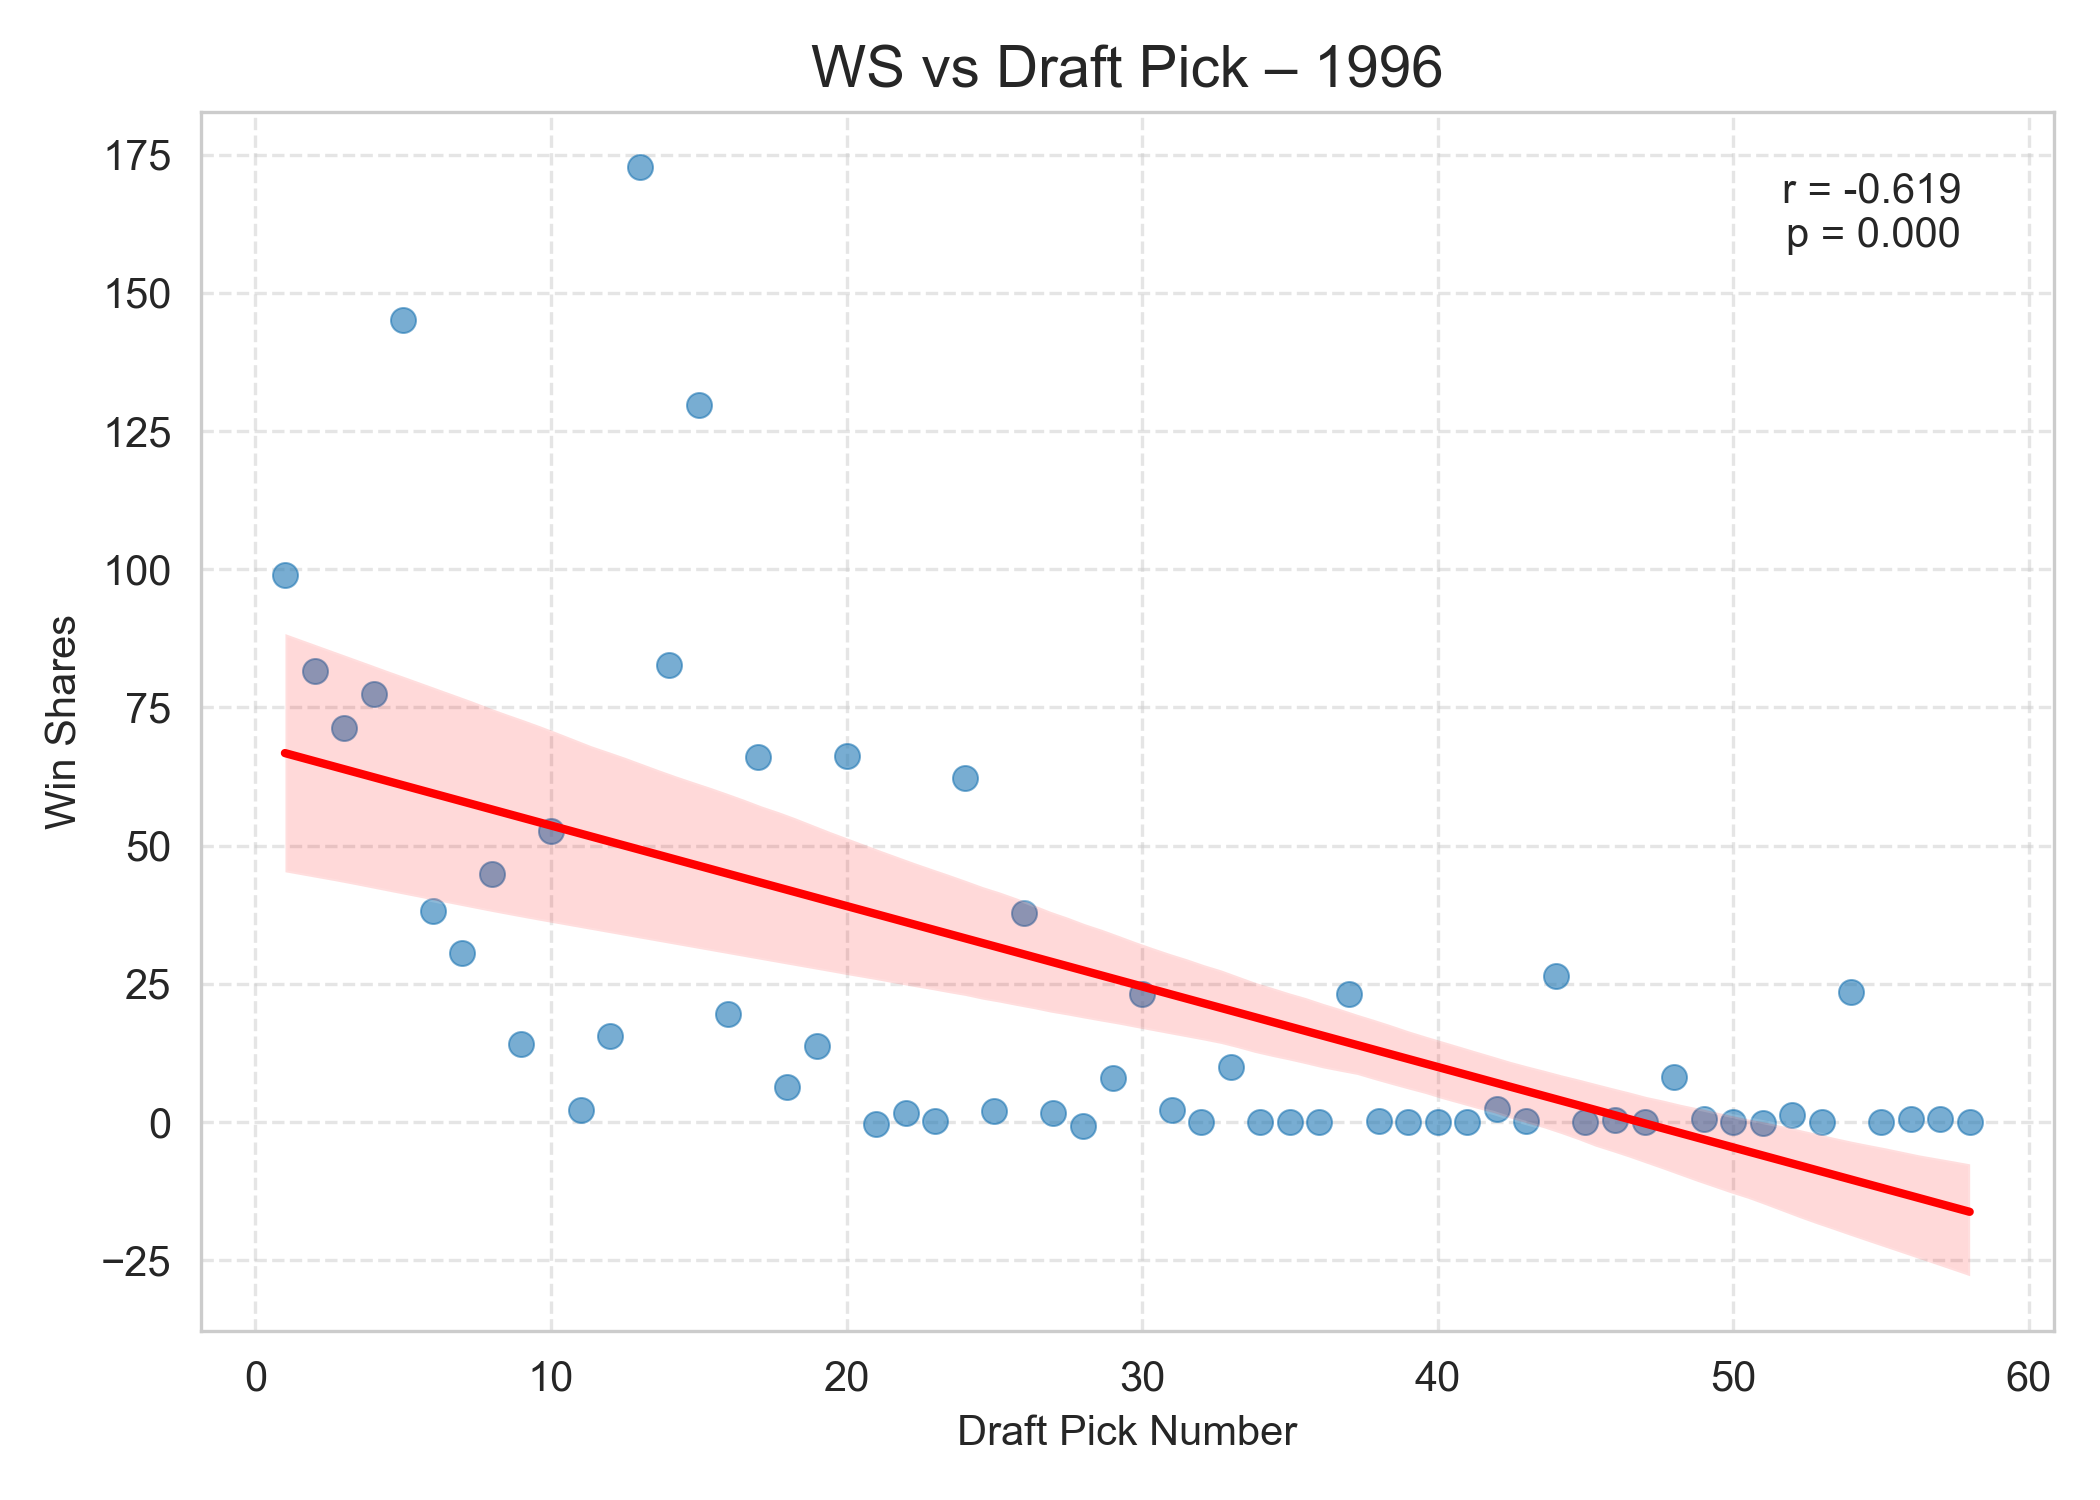 WS vs Draft Pick – 1996
r = -0.619
p = 0.000
175
150
125
100
75
50
25
0
−25
Win Shares
0 10 20 30 40 50 60
Draft Pick Number